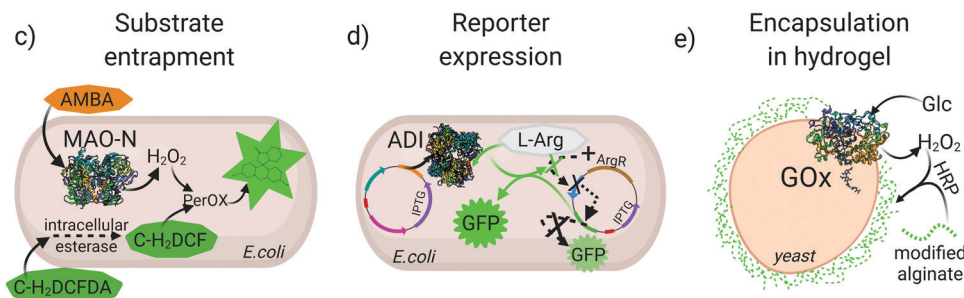 c)
Substrate
entrapment
AMBA
MAO-N
H₂O₂
PerOX
intracellular
esterase
C-H₂DCF
E.coli
C-H₂DCFDA
d)
Reporter
expression
ADI
L-Arg
+
ArgR
IPTG
IPTG
GFP
GFP
E.coli
e)
Encapsulation
in hydrogel
Glc
H₂O₂
HRP
GOx
yeast
modified
alginate